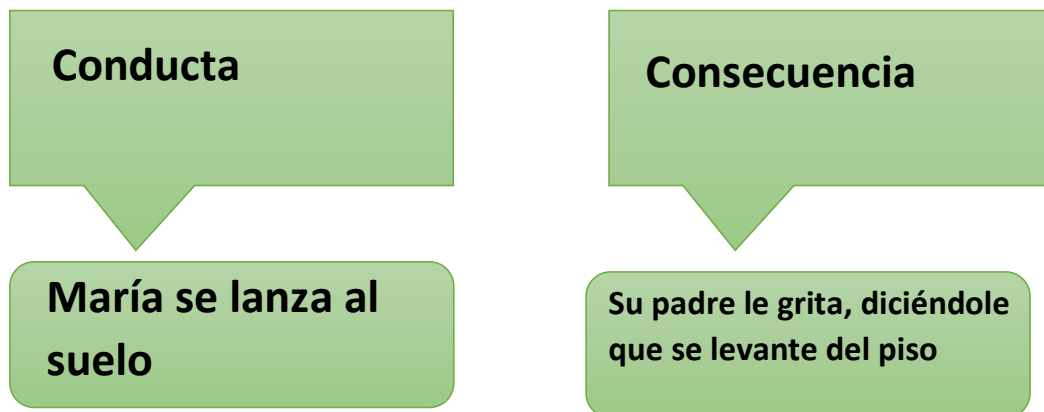 Conducta
Consecuencia
María se lanza al
suelo
Su padre le grita, diciéndole
que se levante del piso